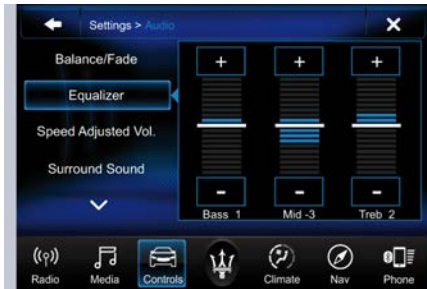 Settings > Audio
Balance/Fade
Equalizer
Speed Adjusted Vol.
Surround Sound
+ + +
- - -
Bass 1 Mid -3 Treb 2
Radio Media Controls Climate Nav Phone